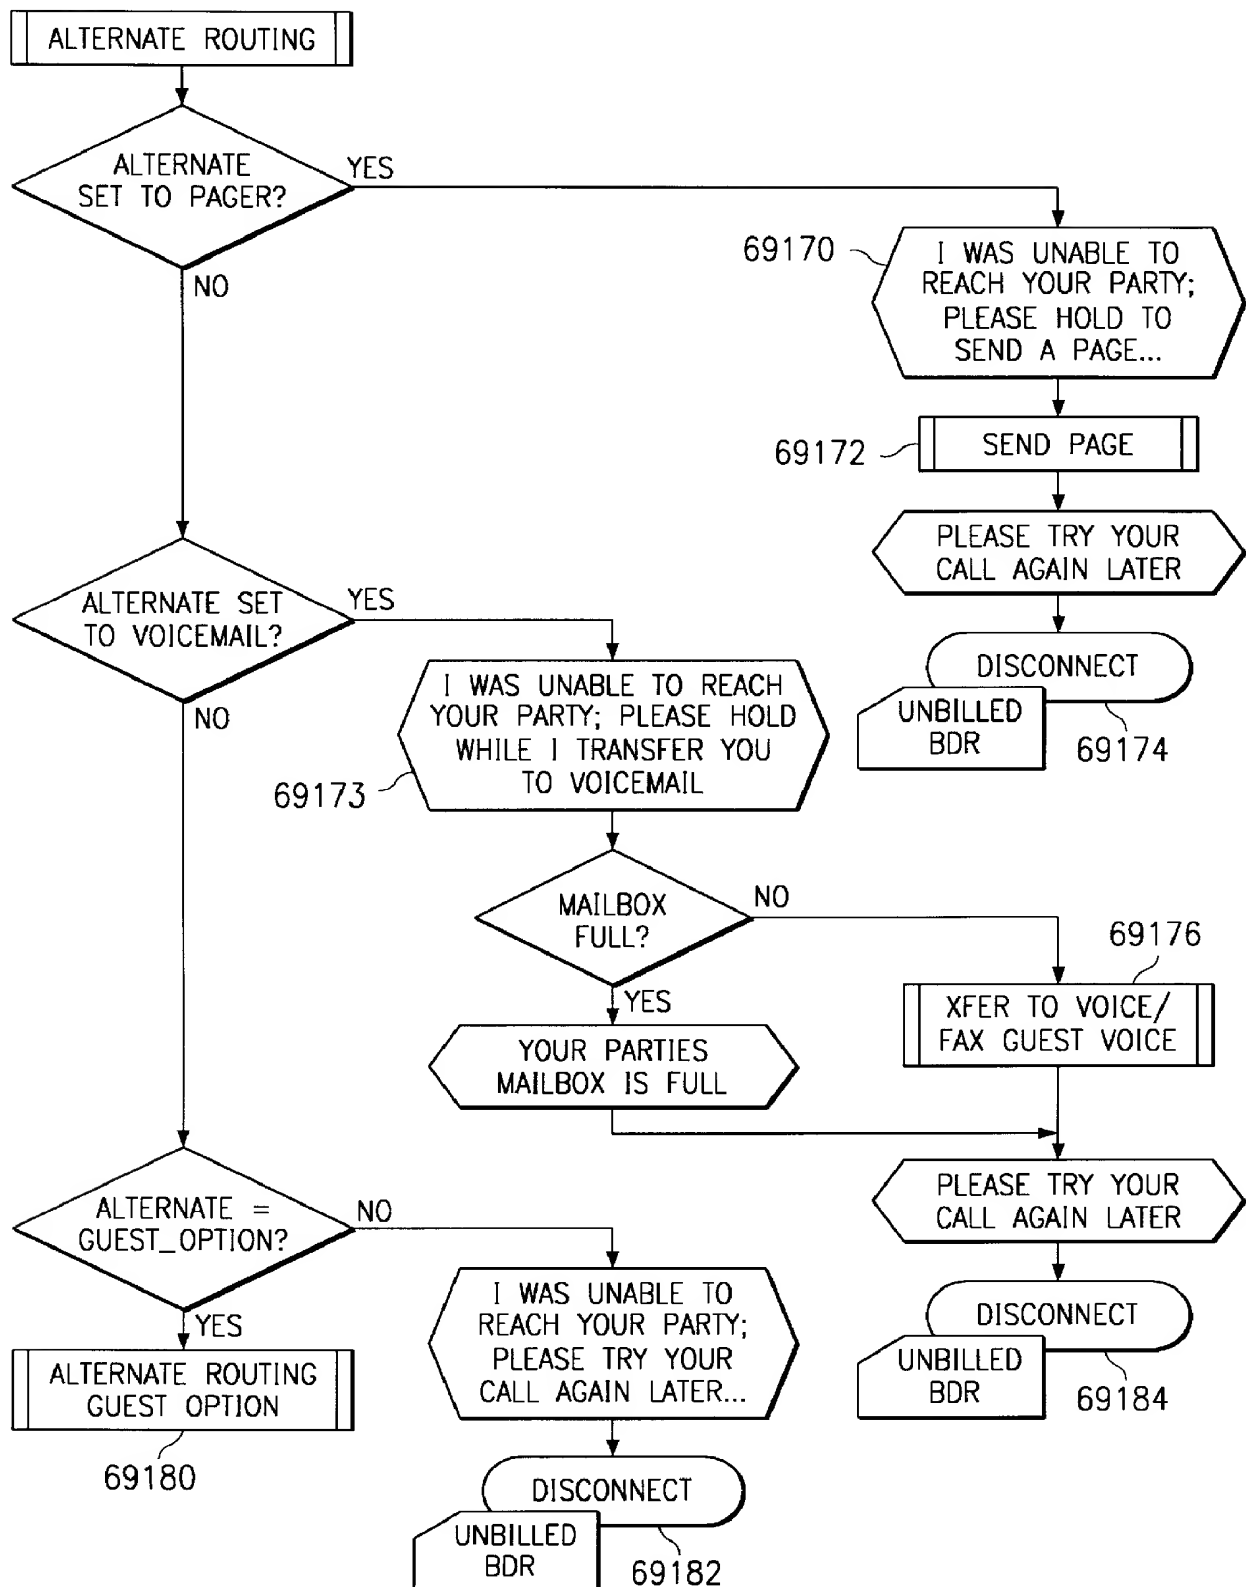 ALTERNATE ROUTING
ALTERNATE
SET TO PAGER?
YES
NO
69170
I WAS UNABLE TO
REACH YOUR PARTY;
PLEASE HOLD TO
SEND A PAGE...
69172
SEND PAGE
PLEASE TRY YOUR
CALL AGAIN LATER
DISCONNECT
UNBILLED
BDR
69174
ALTERNATE SET
TO VOICEMAIL?
YES
NO
I WAS UNABLE TO REACH
YOUR PARTY; PLEASE HOLD
WHILE I TRANSFER YOU
TO VOICEMAIL
69173
MAILBOX
FULL?
NO
YES
69176
XFER TO VOICE/
FAX GUEST VOICE
YOUR PARTIES
MAILBOX IS FULL
PLEASE TRY YOUR
CALL AGAIN LATER
DISCONNECT
UNBILLED
BDR
69184
ALTERNATE =
GUEST_OPTION?
NO
YES
ALTERNATE ROUTING
GUEST OPTION
69180
I WAS UNABLE TO
REACH YOUR PARTY;
PLEASE TRY YOUR
CALL AGAIN LATER...
DISCONNECT
UNBILLED
BDR
69182